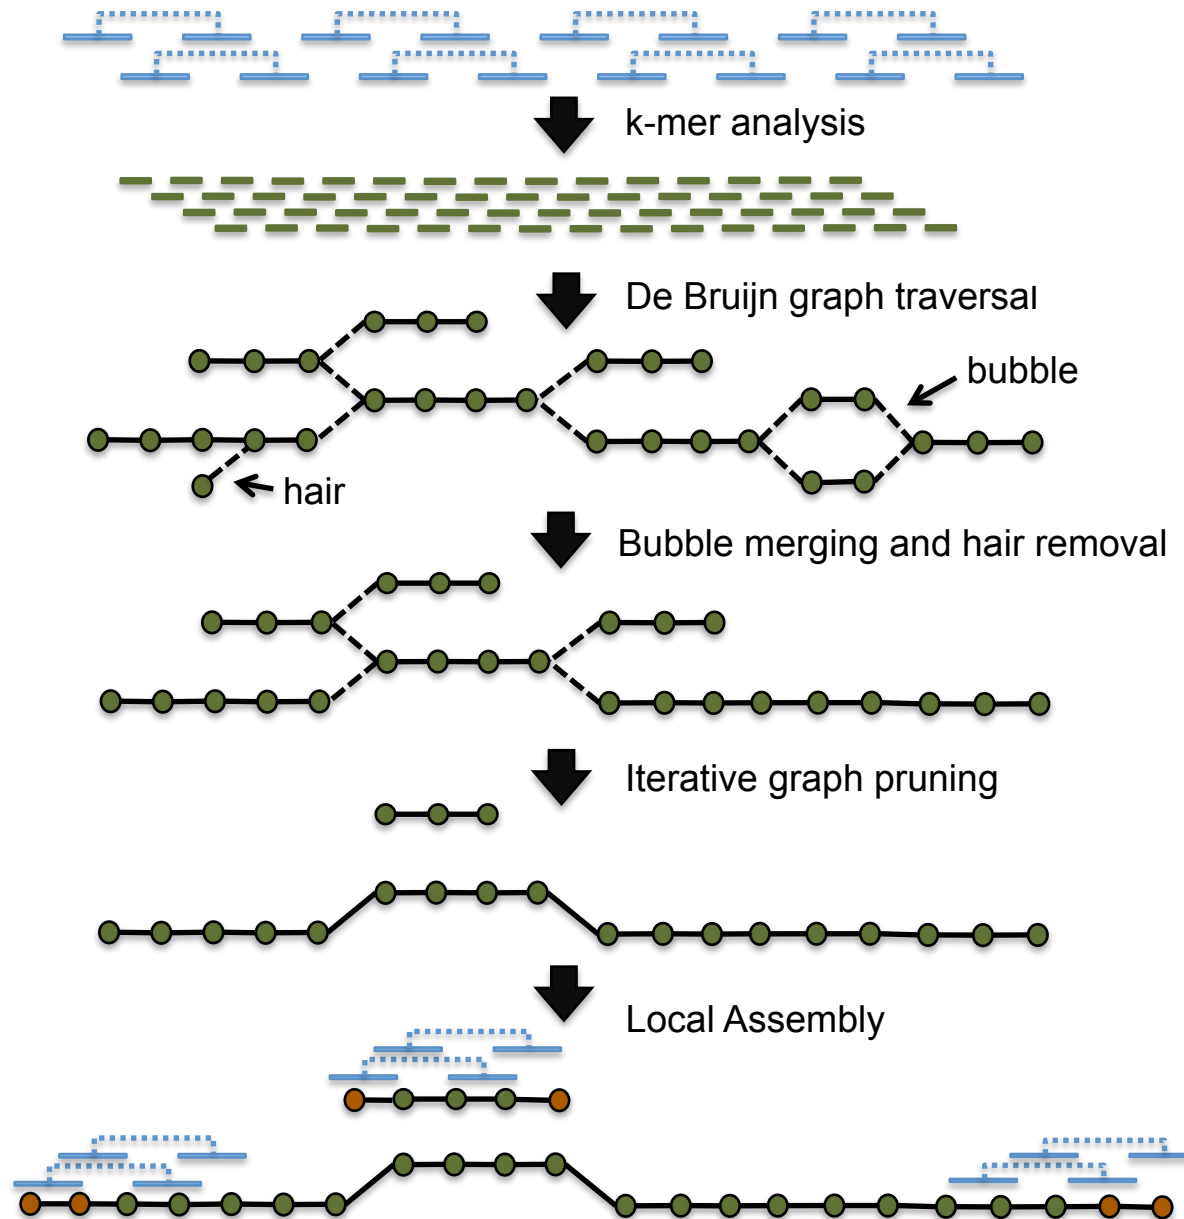 k-mer analysis
De Bruijn graph traversal
bubble
hair
Bubble merging and hair removal
Iterative graph pruning
Local Assembly